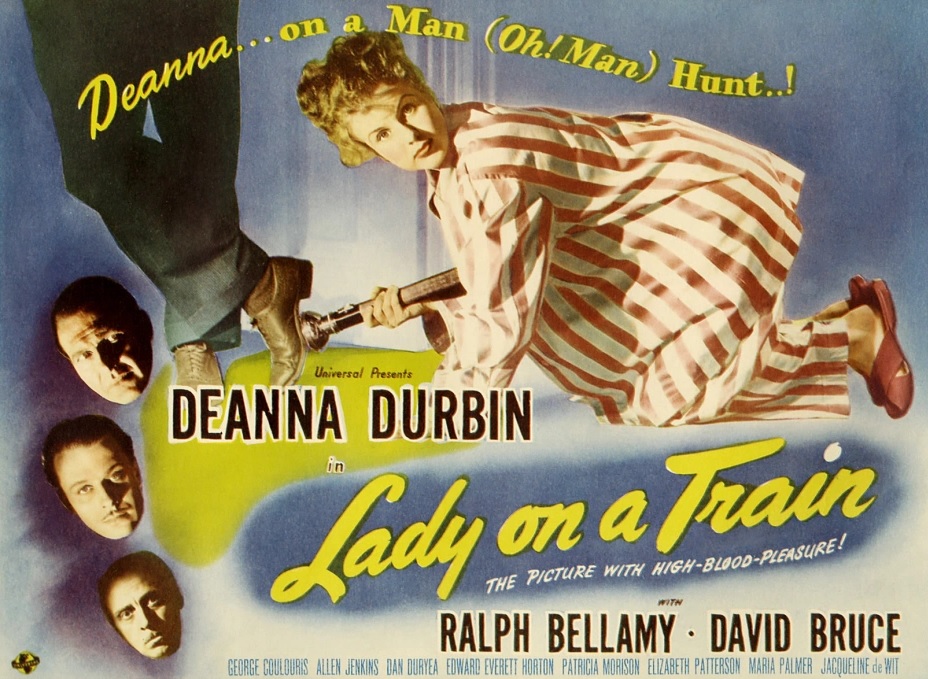 Deanna...on a Man (Oh! Man) Hunt..!
Universal Presents
DEANNA DURBIN
in
Lady on a Train
THE PICTURE WITH HIGH-BLOOD-PLEASURE!
WITH
RALPH BELLAMY · DAVID BRUCE
GEORGE COULOURIS ALLEN JENKINS DAN DURYEA EDWARD EVERETT HORTON PATRICIA MORISON ELIZABETH PATTERSON MARIA PALMER JACQUELINE de WIT